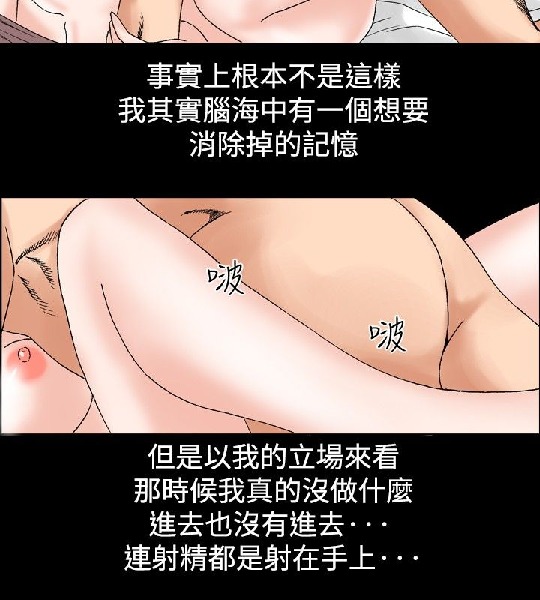 事實上根本不是這樣
我其實腦海中有一個想要
消除掉的記憶
啵
啵
但是以我的立場來看
那時候我真的沒做什麼
進去也沒有進去···
連射精都是射在手上···